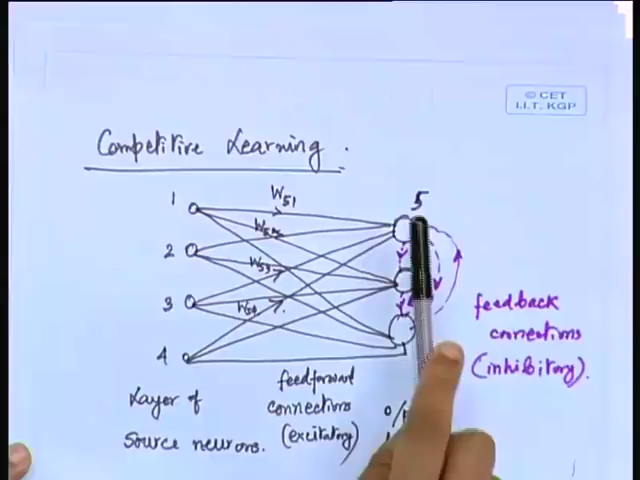 © CET
I.I.T. KGP
Competitive Learning.
1
W51
5
2
W52
W53
3
W54
4
feedback
connections
(inhibitory).
feedforward
connections
(excitatory)
Layer of
source neurons.
O/P